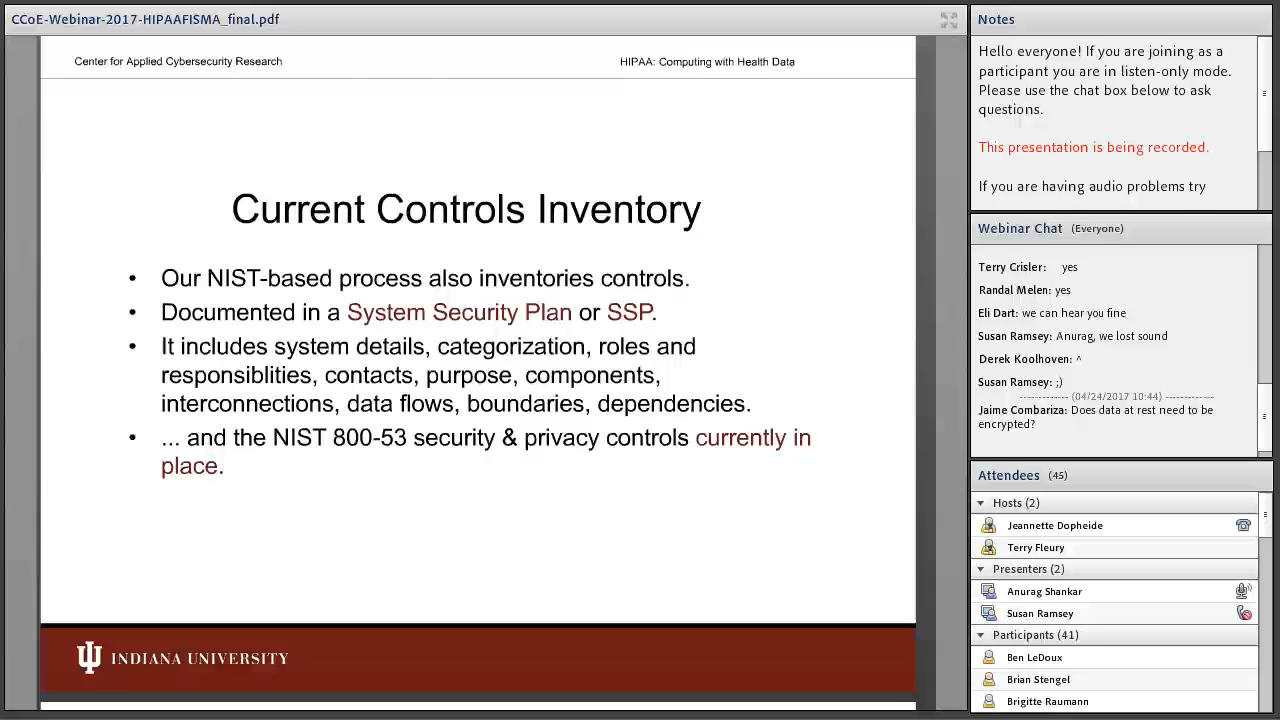 CCoE-Webinar-2017-HIPAAFISMA_final.pdf
Center for Applied Cybersecurity Research
HIPAA: Computing with Health Data
Current Controls Inventory
• Our NIST-based process also inventories controls.
• Documented in a System Security Plan or SSP.
• It includes system details, categorization, roles and
responsiblities, contacts, purpose, components,
interconnections, data flows, boundaries, dependencies.
• ... and the NIST 800-53 security & privacy controls currently in
place.
INDIANA UNIVERSITY
Notes
Hello everyone! If you are joining as a
participant you are in listen-only mode.
Please use the chat box below to ask
questions.
This presentation is being recorded.
If you are having audio problems try
Webinar Chat (Everyone)
Terry Crisler: yes
Randal Melen: yes
Eli Dart: we can hear you fine
Susan Ramsey: Anurag, we lost sound
Derek Koolhoven: ^
Susan Ramsey: ;)
------------- (04/24/2017 10:44) -------------
Jaime Combariza: Does data at rest need to be
encrypted?
Attendees (45)
Hosts (2)
Jeannette Dopheide
Terry Fleury
Presenters (2)
Anurag Shankar
Susan Ramsey
Participants (41)
Ben LeDoux
Brian Stengel
Brigitte Raumann